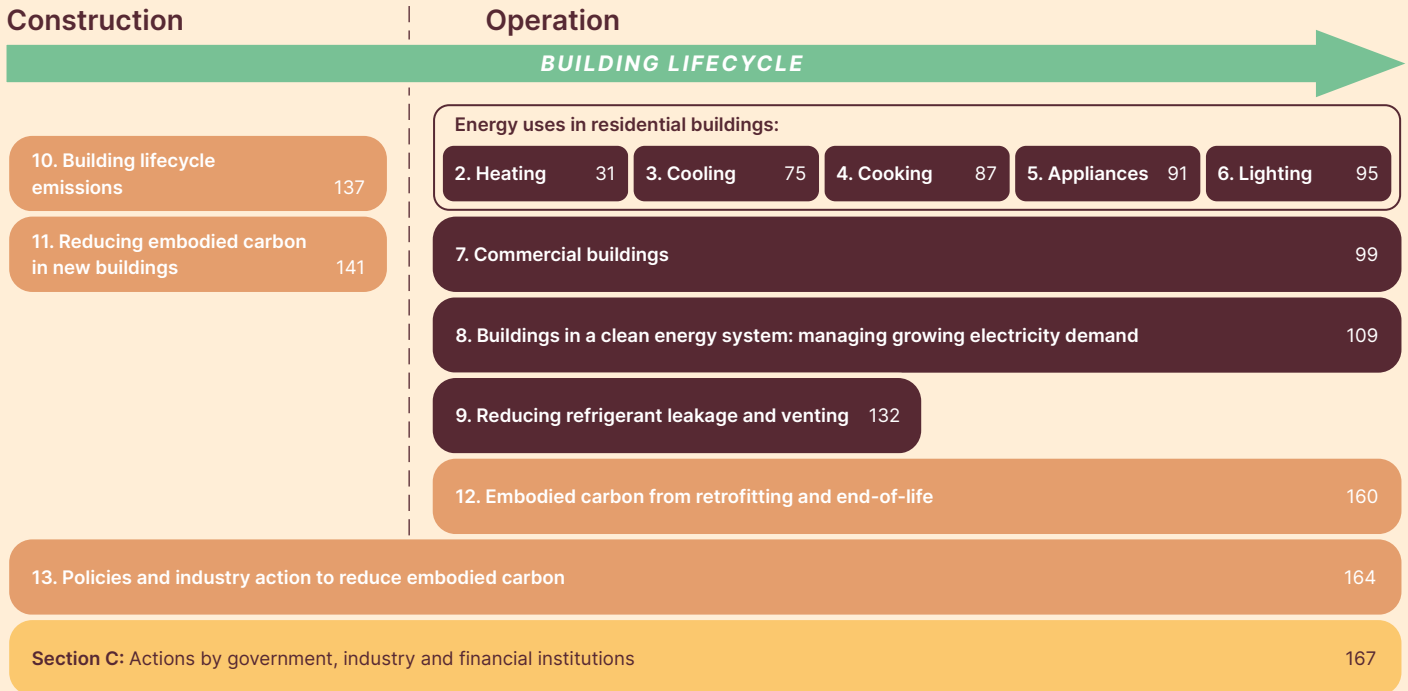 Construction
Operation
BUILDING LIFECYCLE
10. Building lifecycle
emissions 137
11. Reducing embodied carbon
in new buildings 141
Energy uses in residential buildings:
2. Heating 31
3. Cooling 75
4. Cooking 87
5. Appliances 91
6. Lighting 95
7. Commercial buildings 99
8. Buildings in a clean energy system: managing growing electricity demand 109
9. Reducing refrigerant leakage and venting 132
12. Embodied carbon from retrofitting and end-of-life 160
13. Policies and industry action to reduce embodied carbon 164
Section C: Actions by government, industry and financial institutions 167